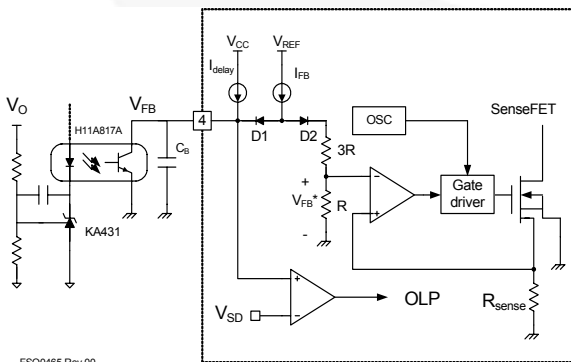 V_CC V_REF
I_delay I_FB
V_O H11A817A V_FB 4
C_B D1 D2 3R OSC SenseFET
+ V_FB* R - − + Gate driver
KA431
V_SD + − OLP R_sense
FSQ0465 Rev.00